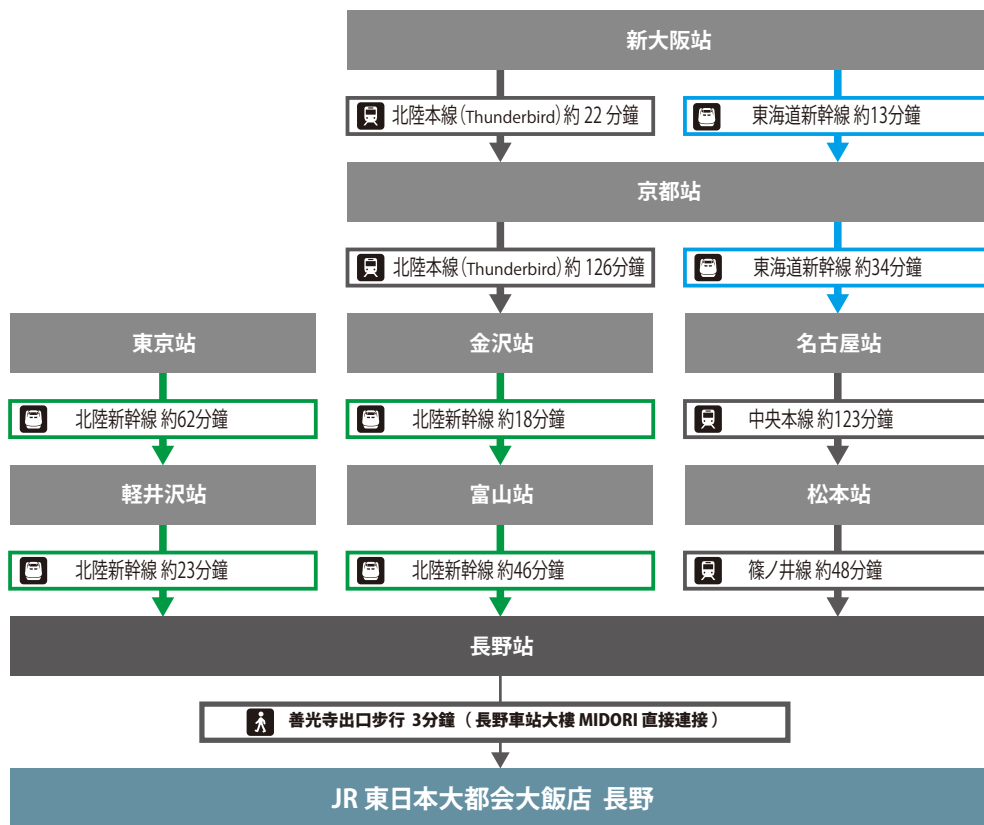 新大阪站
北陸本線(Thunderbird)約 22 分鐘
東海道新幹線 約13分鐘
京都站
北陸本線(Thunderbird)約 126分鐘
東海道新幹線 約34分鐘
東京站
金沢站
名古屋站
北陸新幹線 約62分鐘
北陸新幹線 約18分鐘
中央本線 約123分鐘
軽井沢站
富山站
松本站
北陸新幹線 約23分鐘
北陸新幹線 約46分鐘
篠ノ井線 約48分鐘
長野站
善光寺出口步行 3分鐘 ( 長野車站大樓 MIDORI 直接連接 )
JR 東日本大都会大飯店 長野